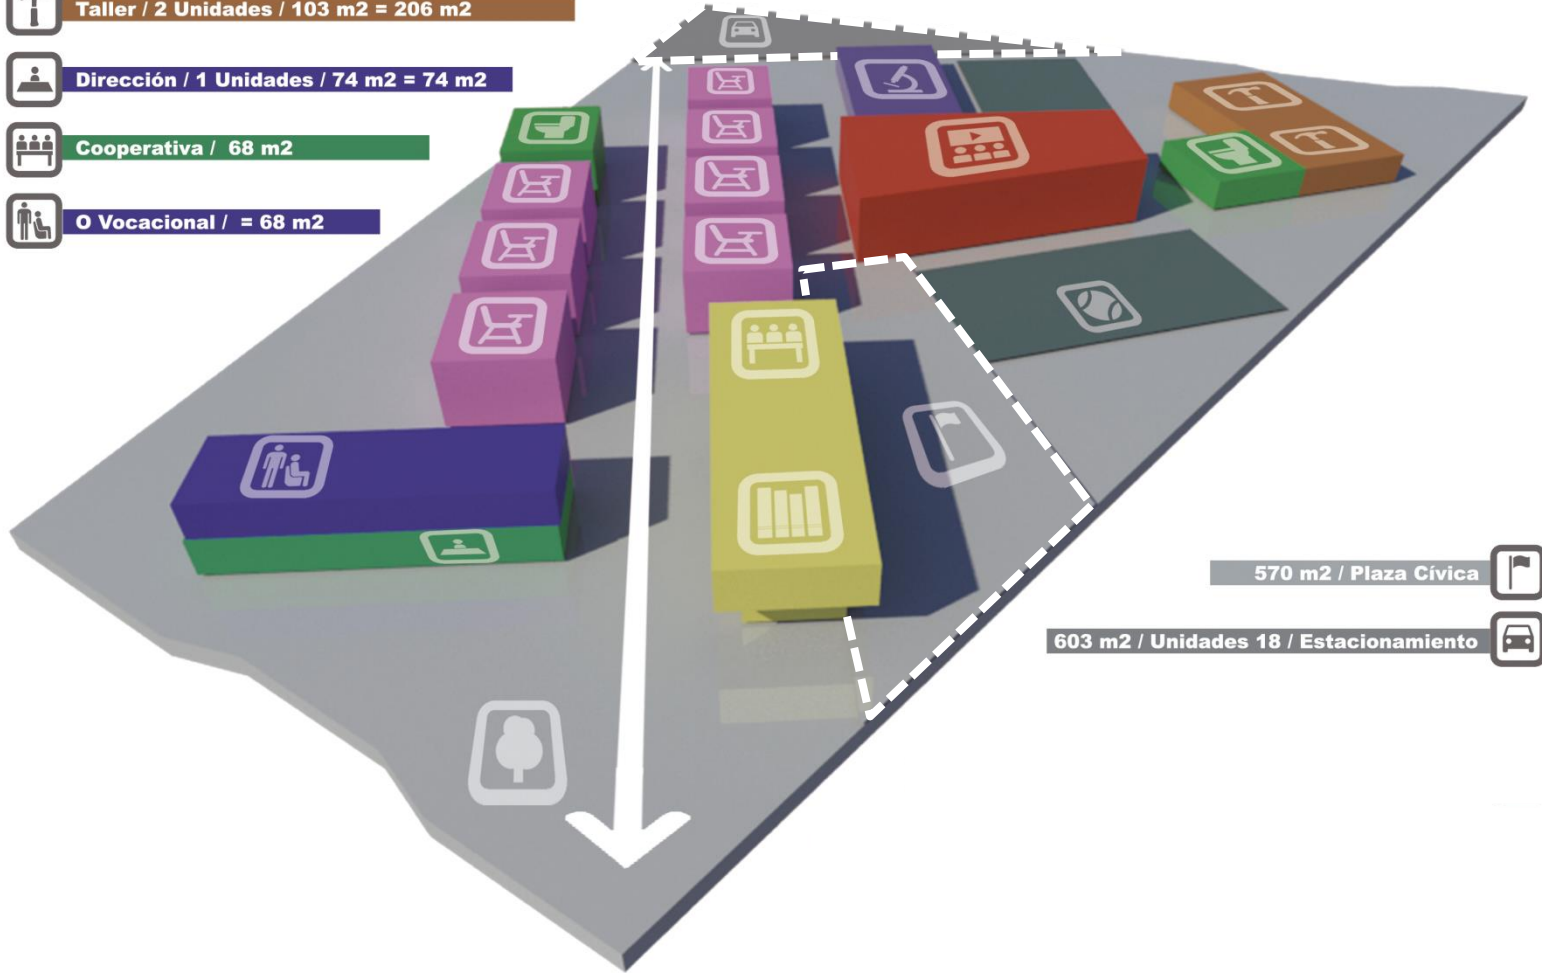 Taller / 2 Unidades / 103 m2 = 206 m2
Dirección / 1 Unidades / 74 m2 = 74 m2
Cooperativa / 68 m2
O Vocacional / = 68 m2
570 m2 / Plaza Cívica
603 m2 / Unidades 18 / Estacionamiento